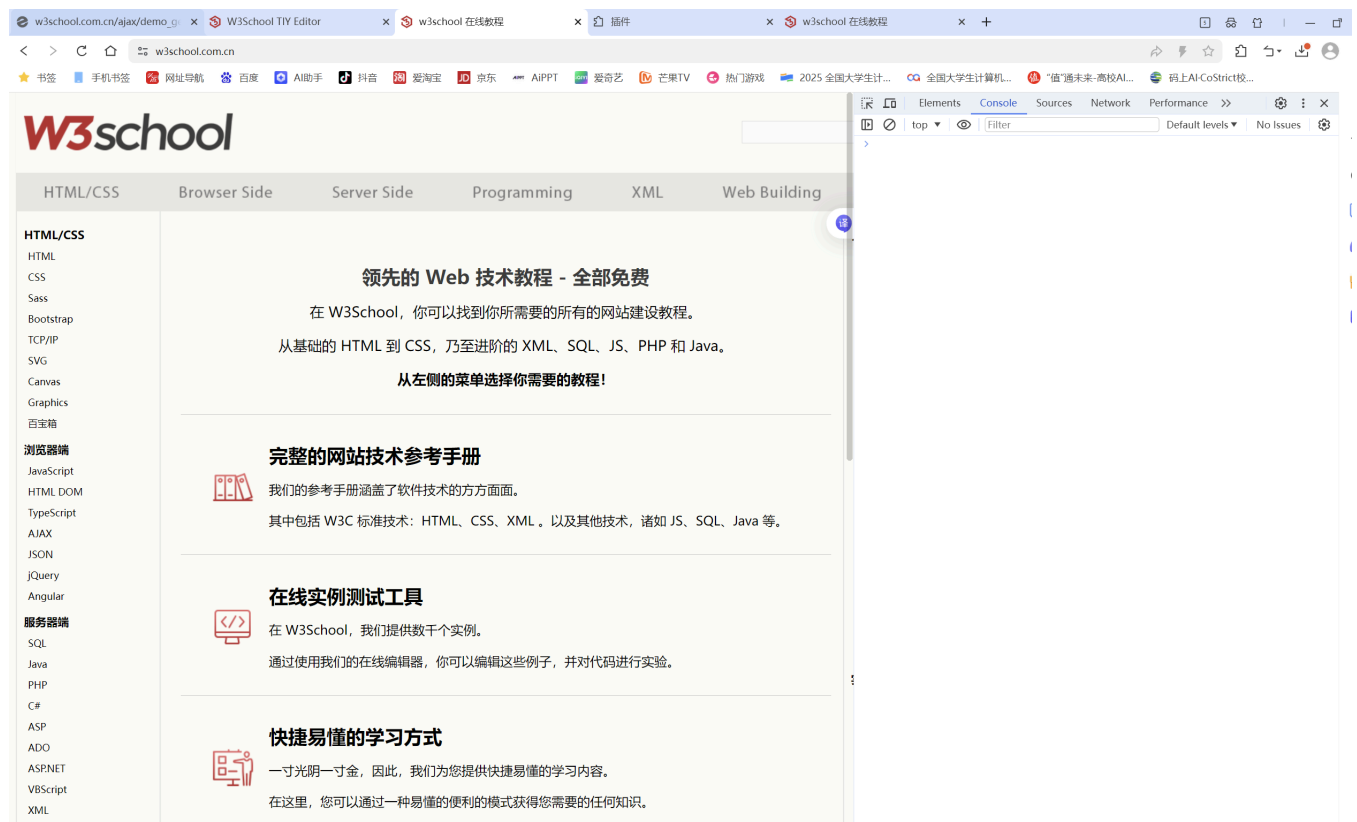 w3school.com.cn/ajax/demo_g
W3School TIY Editor
w3school 在线教程
插件
w3school 在线教程
w3school.com.cn
书签
手机书签
网址导航
百度
AI助手
抖音
爱淘宝
京东
AiPPT
爱奇艺
芒果TV
热门游戏
2025 全国大学生计...
全国大学生计算机...
“值”通未来-高校AI...
码上AI·CoStrict校...
W3school
Elements Console Sources Network Performance
top Filter Default levels No Issues
HTML/CSS Browser Side Server Side Programming XML Web Building
译
HTML/CSS
HTML
CSS
Sass
Bootstrap
TCP/IP
SVG
Canvas
Graphics
百宝箱
浏览器端
JavaScript
HTML DOM
TypeScript
AJAX
JSON
jQuery
Angular
服务器端
SQL
Java
PHP
C#
ASP
ADO
ASP.NET
VBScript
XML
领先的 Web 技术教程 - 全部免费
在 W3School，你可以找到你所需要的所有的网站建设教程。
从基础的 HTML 到 CSS，乃至进阶的 XML、SQL、JS、PHP 和 Java。
从左侧的菜单选择你需要的教程！
完整的网站技术参考手册
我们的参考手册涵盖了软件技术的方方面面。
其中包括 W3C 标准技术：HTML、CSS、XML 。以及其他技术，诸如 JS、SQL、Java 等。
在线实例测试工具
在 W3School，我们提供数千个实例。
通过使用我们的在线编辑器，你可以编辑这些例子，并对代码进行实验。
快捷易懂的学习方式
一寸光阴一寸金，因此，我们为您提供快捷易懂的学习内容。
在这里，您可以通过一种易懂的便利的模式获得您需要的任何知识。